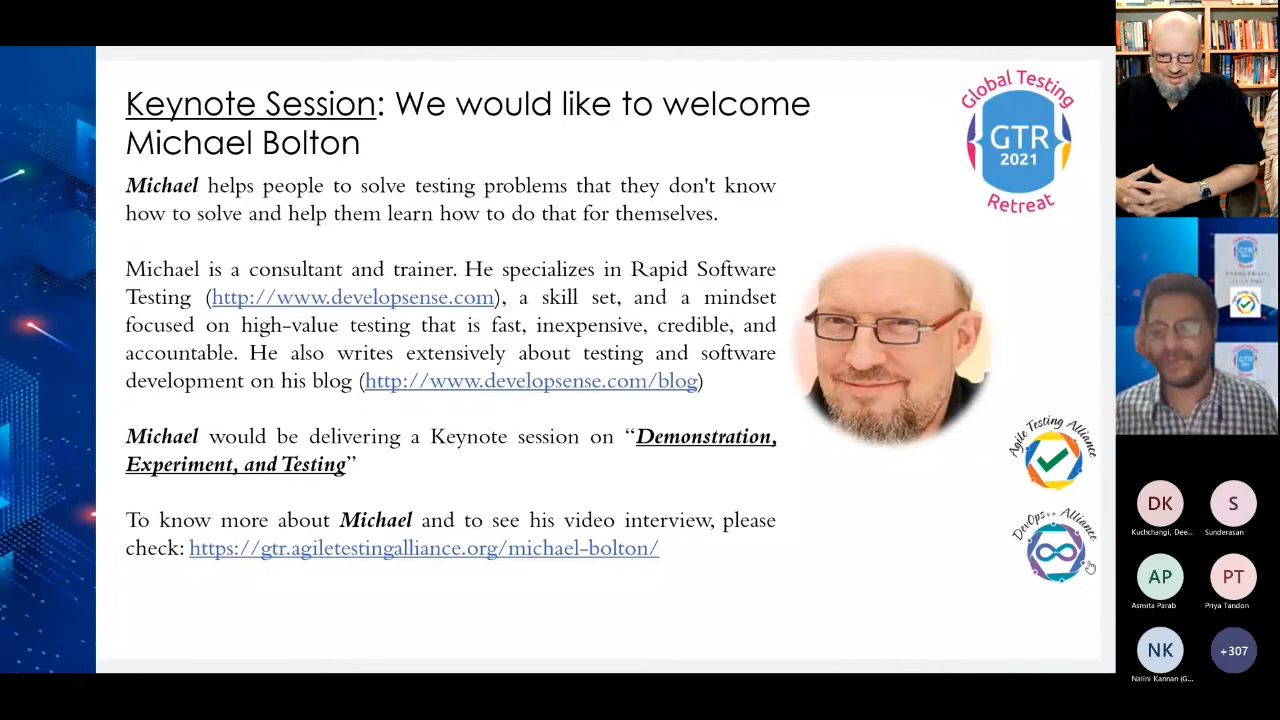 Keynote Session: We would like to welcome
Michael Bolton
Michael helps people to solve testing problems that they don't know
how to solve and help them learn how to do that for themselves.
Michael is a consultant and trainer. He specializes in Rapid Software
Testing (http://www.developsense.com), a skill set, and a mindset
focused on high-value testing that is fast, inexpensive, credible, and
accountable. He also writes extensively about testing and software
development on his blog (http://www.developsense.com/blog)
Michael would be delivering a Keynote session on “Demonstration,
Experiment, and Testing”
To know more about Michael and to see his video interview, please
check: https://gtr.agiletestingalliance.org/michael-bolton/
Global Testing
GTR
2021
Retreat
Agile Testing Alliance
DevOps++ Alliance
DK
S
Kuchchangi, Dee...
Sunderasan
AP
PT
Asmita Parab
Priya Tandon
NK
+307
Nalini Kannan (G...